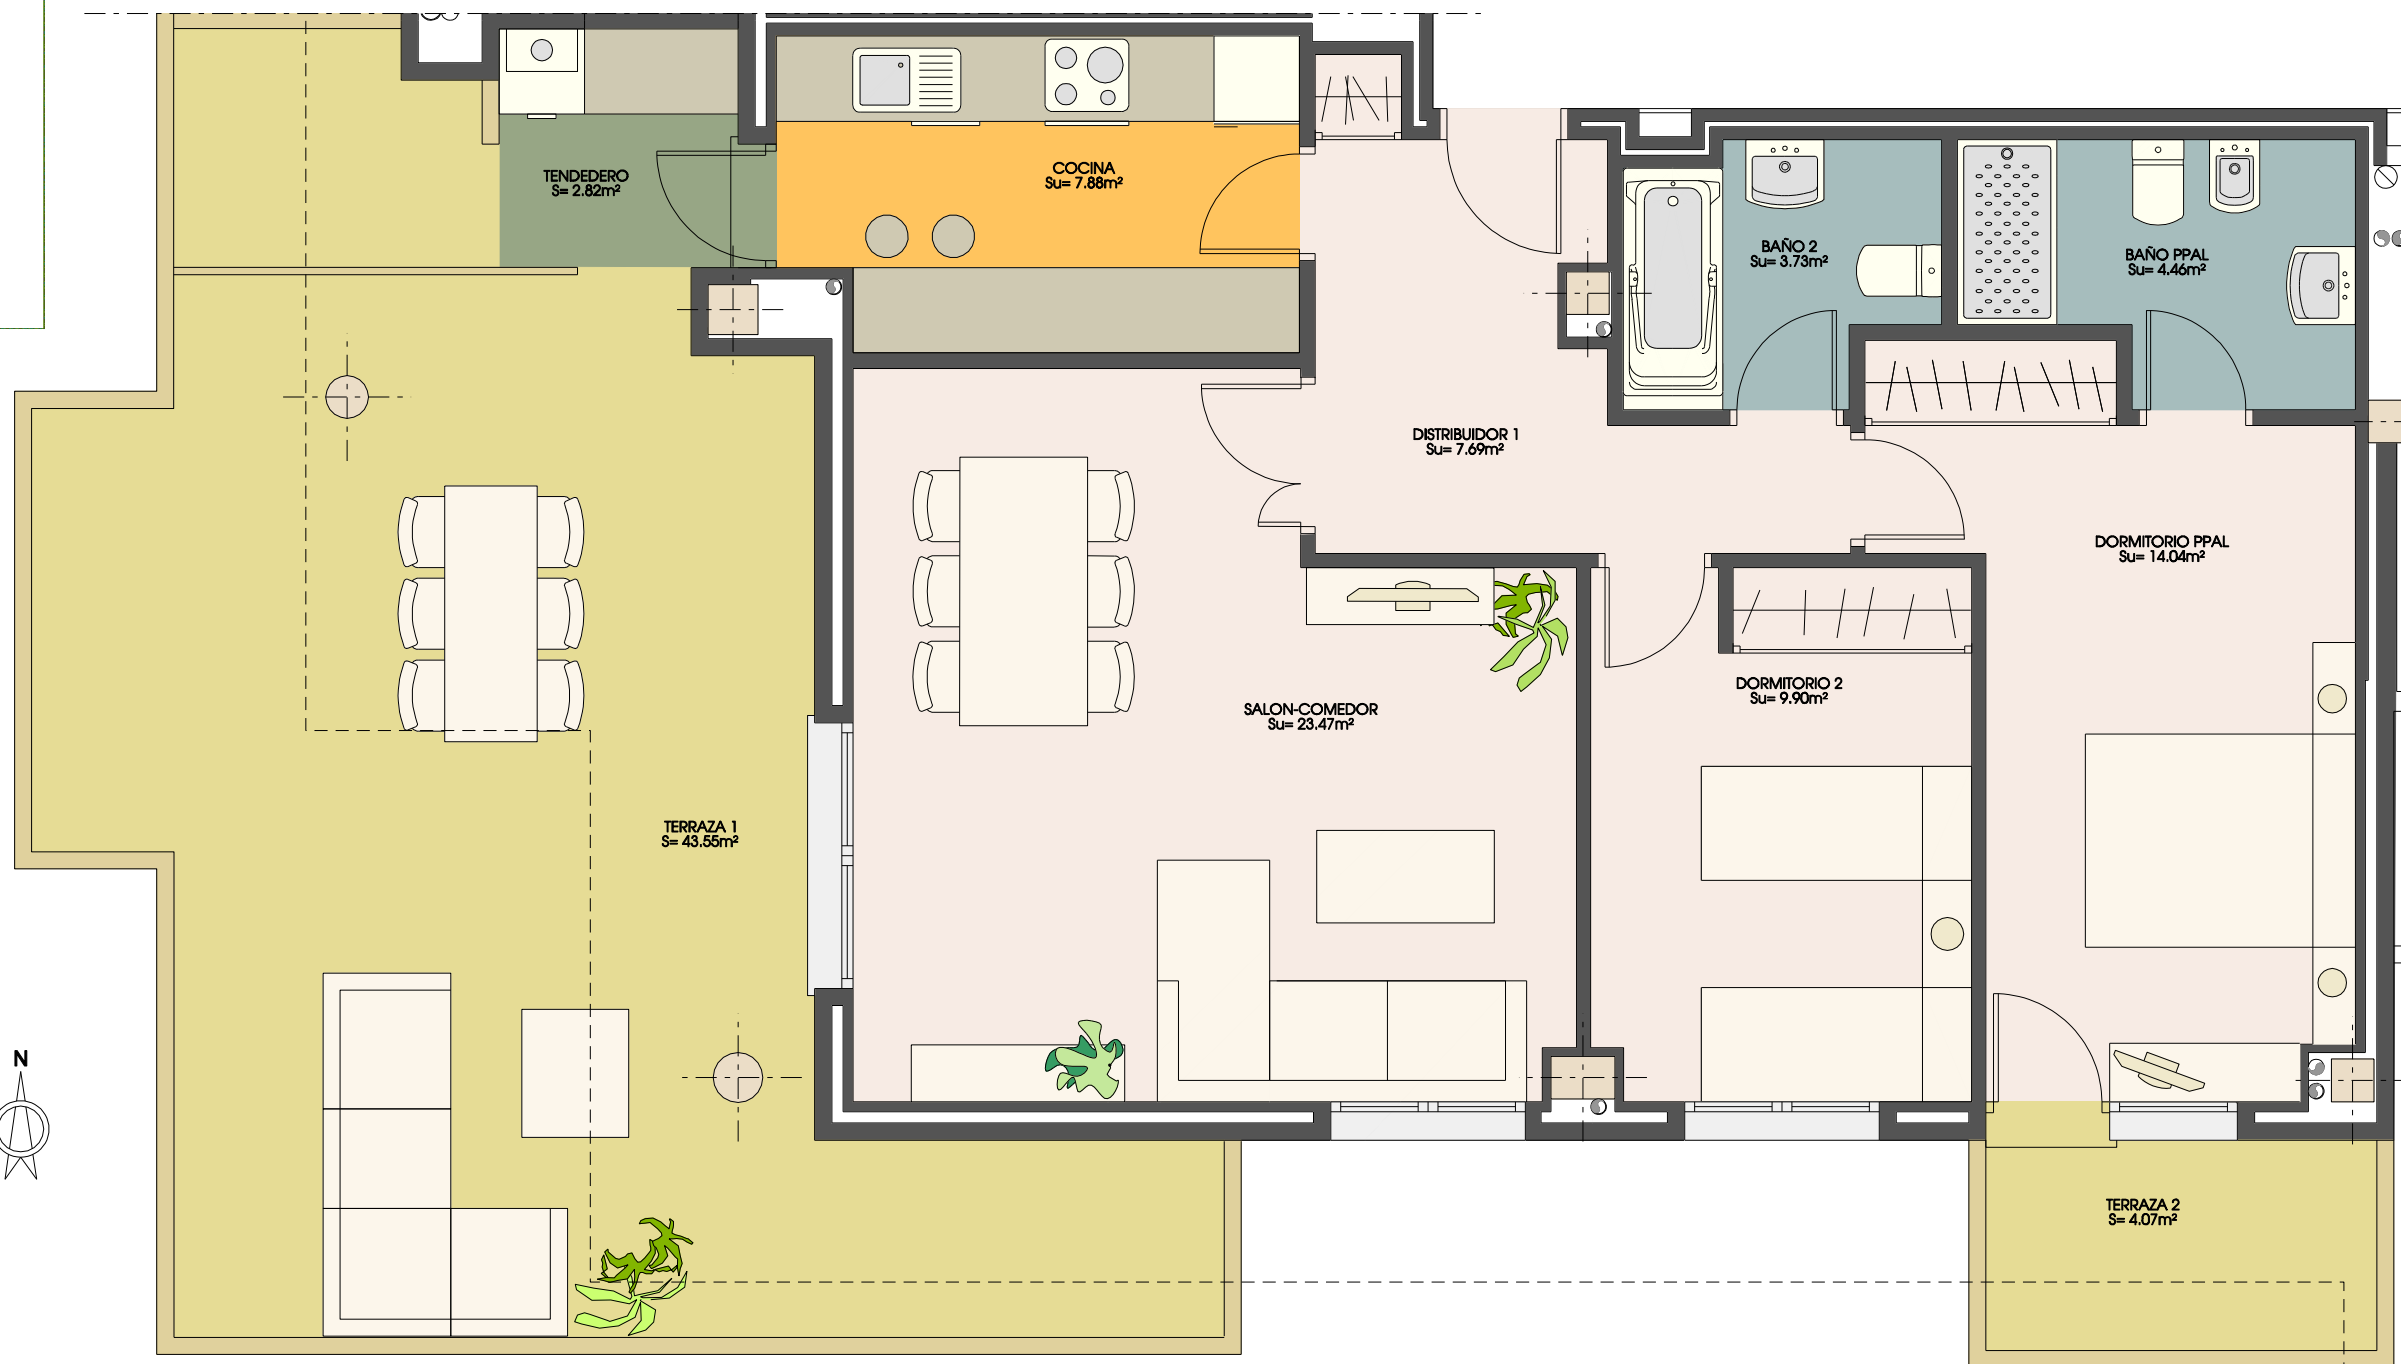 TENDEDERO
S= 2.82m²
COCINA
Su= 7.88m²
BAÑO 2
Su= 3.73m²
BAÑO PPAL
Su= 4.46m²
DISTRIBUIDOR 1
Su= 7.69m²
DORMITORIO PPAL
Su= 14.04m²
DORMITORIO 2
Su= 9.90m²
SALON-COMEDOR
Su= 23.47m²
TERRAZA 1
S= 43.55m²
N
TERRAZA 2
S= 4.07m²